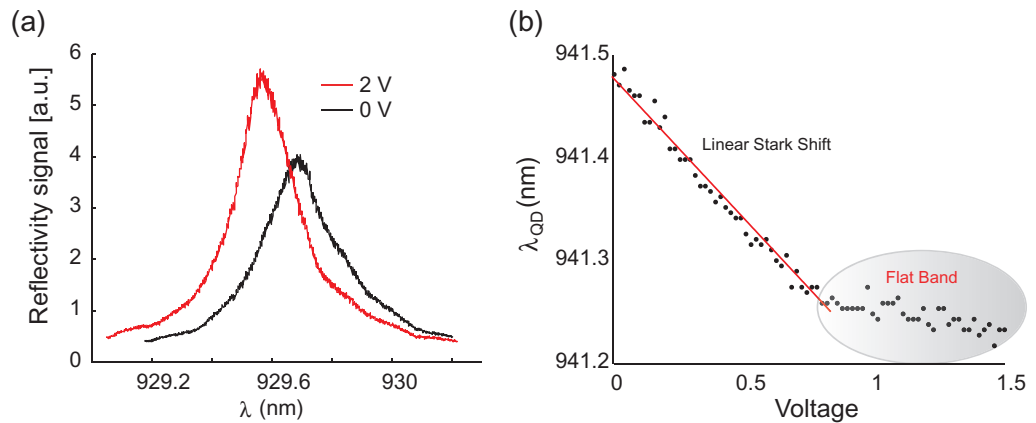 (a)
Reflectivity signal [a.u.]
6
5
4
3
2
1
0
2 V
0 V
929.2
929.6
930
λ (nm)
(b)
λQD(nm)
941.5
941.4
941.3
941.2
Linear Stark Shift
Flat Band
0
0.5
1
1.5
Voltage